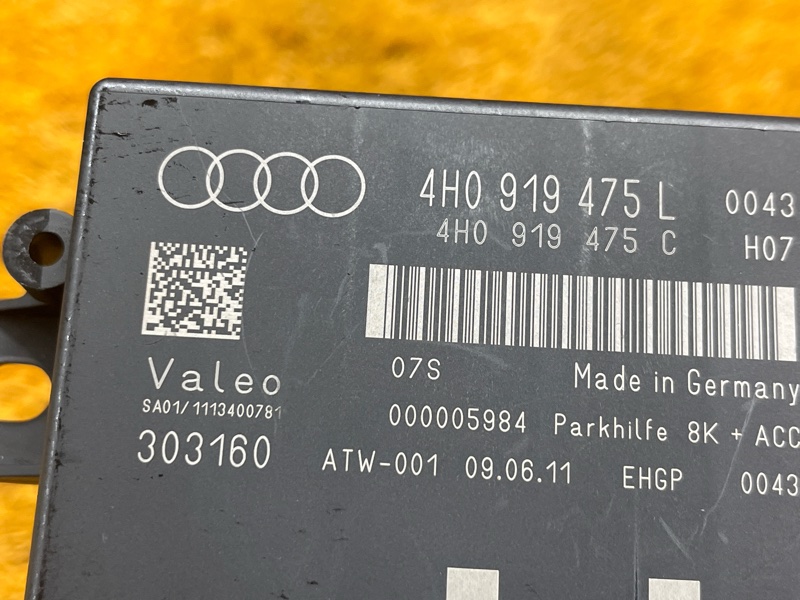 4H0 919 475 L 0043
4H0 919 475 C H07
07S Made in Germany
Valeo
SA01/1113400781
000005984 Parkhilfe 8K + ACC
303160
ATW-001 09.06.11 EHGP 0043